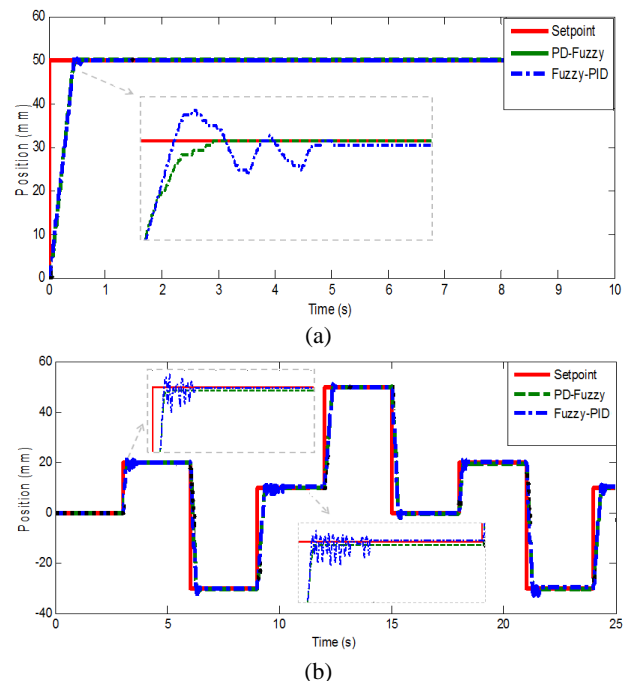 60
50
40
30
20
10
0
Position (mm)
0 1 2 3 4 5 6 7 8 9 10
Time (s)
Setpoint
PD-Fuzzy
Fuzzy-PID
(a)
60
40
20
0
-20
-40
Position (mm)
0 5 10 15 20 25
Time (s)
Setpoint
PD-Fuzzy
Fuzzy-PID
(b)